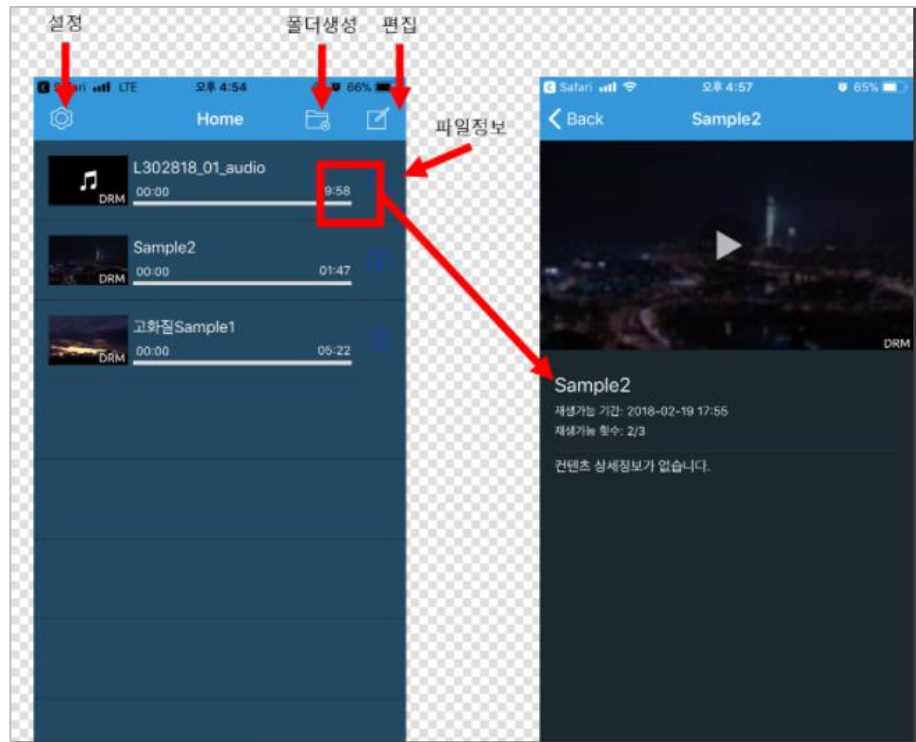 설정
폴더생성 편집
LTE 오후 4:54 66%
Home
파일정보
L302818_01_audio
DRM 00:00 9:58
Sample2
DRM 00:00 01:47
고화질Sample1
DRM 00:00 05:22
Safari 오후 4:57 65%
Back Sample2
DRM
Sample2
재생가능 기간: 2018-02-19 17:55
재생가능 횟수: 2/3
컨텐츠 상세정보가 없습니다.